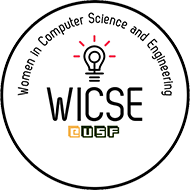 Women in Computer Science and Engineering
WICSE
@USF